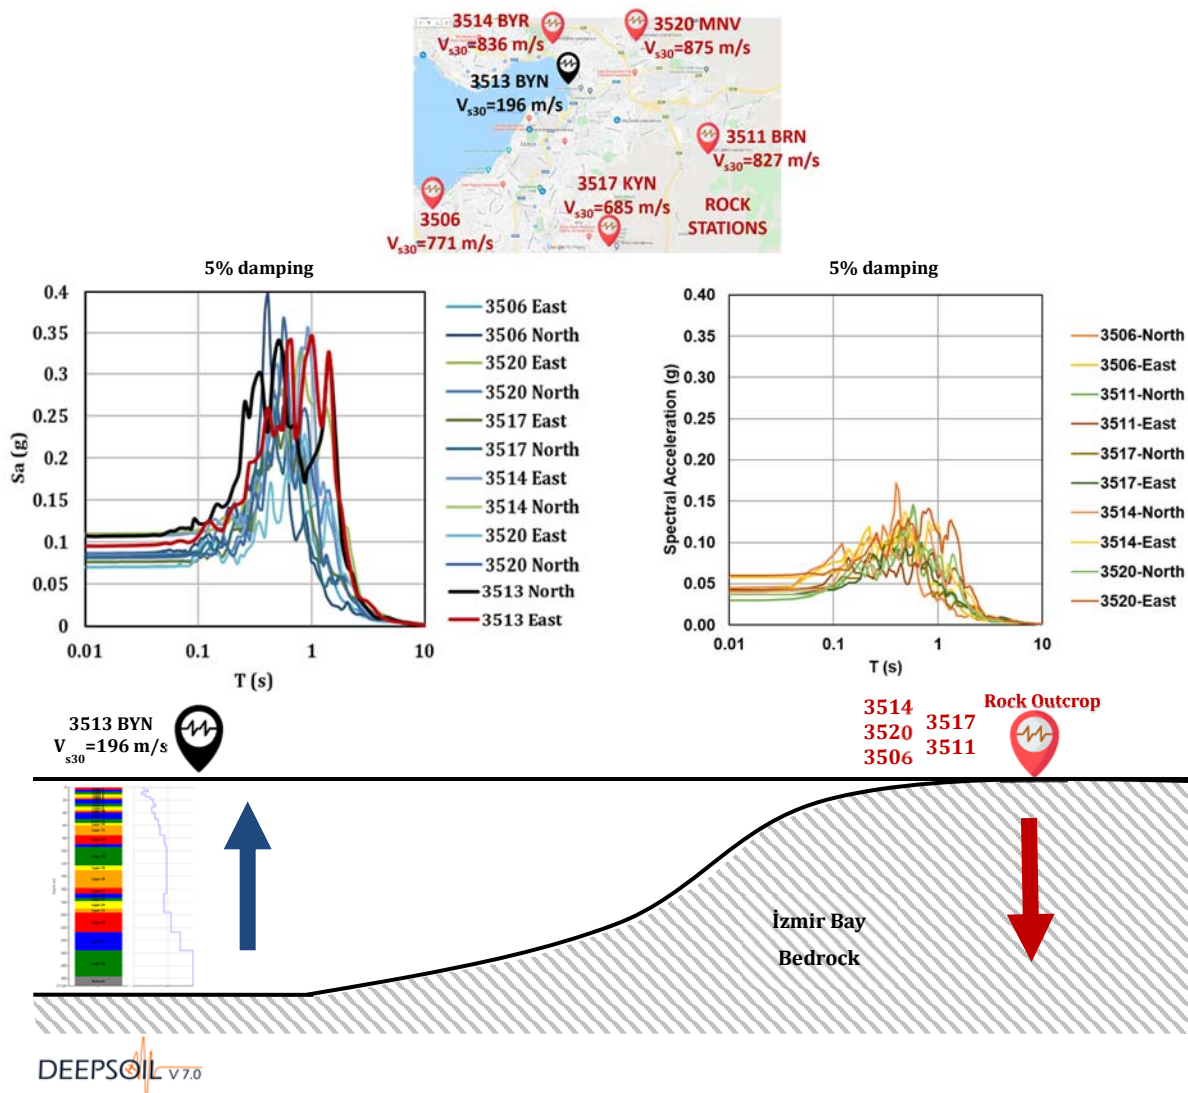 3514 BYR
Vs30=836 m/s
3520 MNV
Vs30=875 m/s
3513 BYN
Vs30=196 m/s
3511 BRN
Vs30=827 m/s
3517 KYN
Vs30=685 m/s
ROCK
STATIONS
3506
Vs30=771 m/s
5% damping
0.4
0.35
0.3
0.25
0.2
0.15
0.1
0.05
0
Sa (g)
0.01
0.1
1
10
T (s)
3506 East
3506 North
3520 East
3520 North
3517 East
3517 North
3514 East
3514 North
3520 East
3520 North
3513 North
3513 East
5% damping
0.40
0.35
0.30
0.25
0.20
0.15
0.10
0.05
0.00
Spectral Acceleration (g)
0.01
0.1
1
10
T (s)
3506-North
3506-East
3511-North
3511-East
3517-North
3517-East
3514-North
3514-East
3520-North
3520-East
3513 BYN
Vs30=196 m/s
3514
3520
3506
3517
3511
Rock Outcrop
İzmir Bay
Bedrock
DEEPSOIL V 7.0